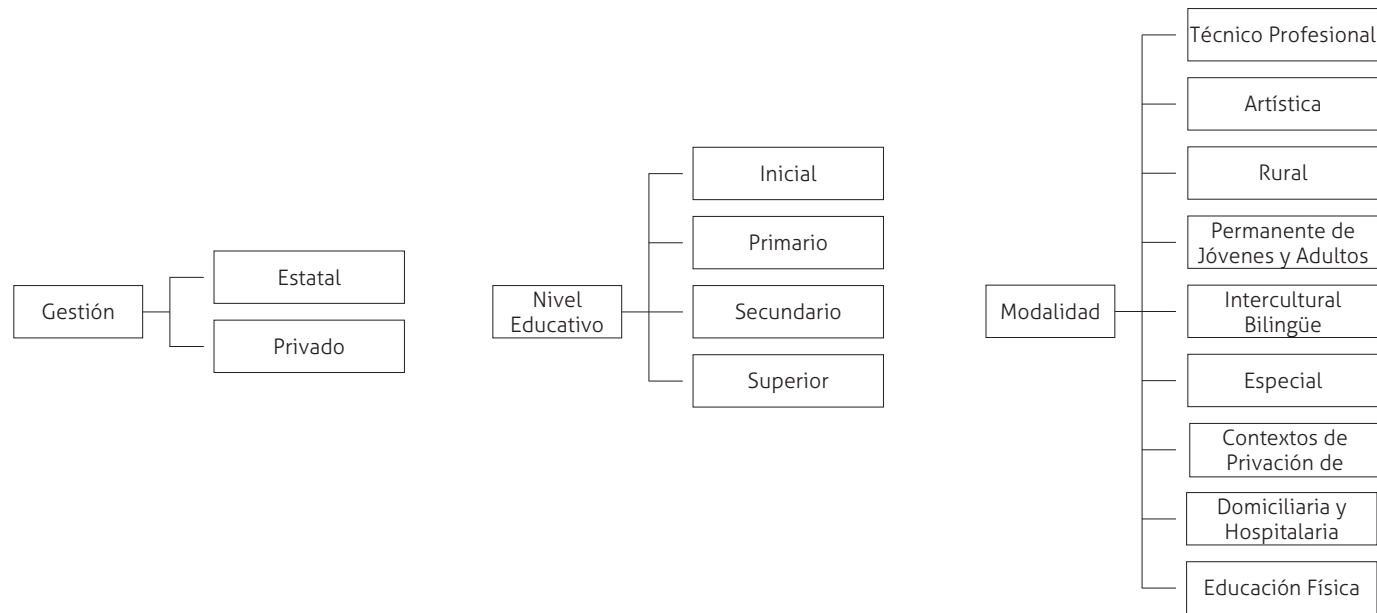 Gestión
Estatal
Privado
Nivel
Educativo
Inicial
Primario
Secundario
Superior
Modalidad
Técnico Profesional
Artística
Rural
Permanente de
Jóvenes y Adultos
Intercultural
Bilingüe
Especial
Contextos de
Privación de
Domiciliaria y
Hospitalaria
Educación Física